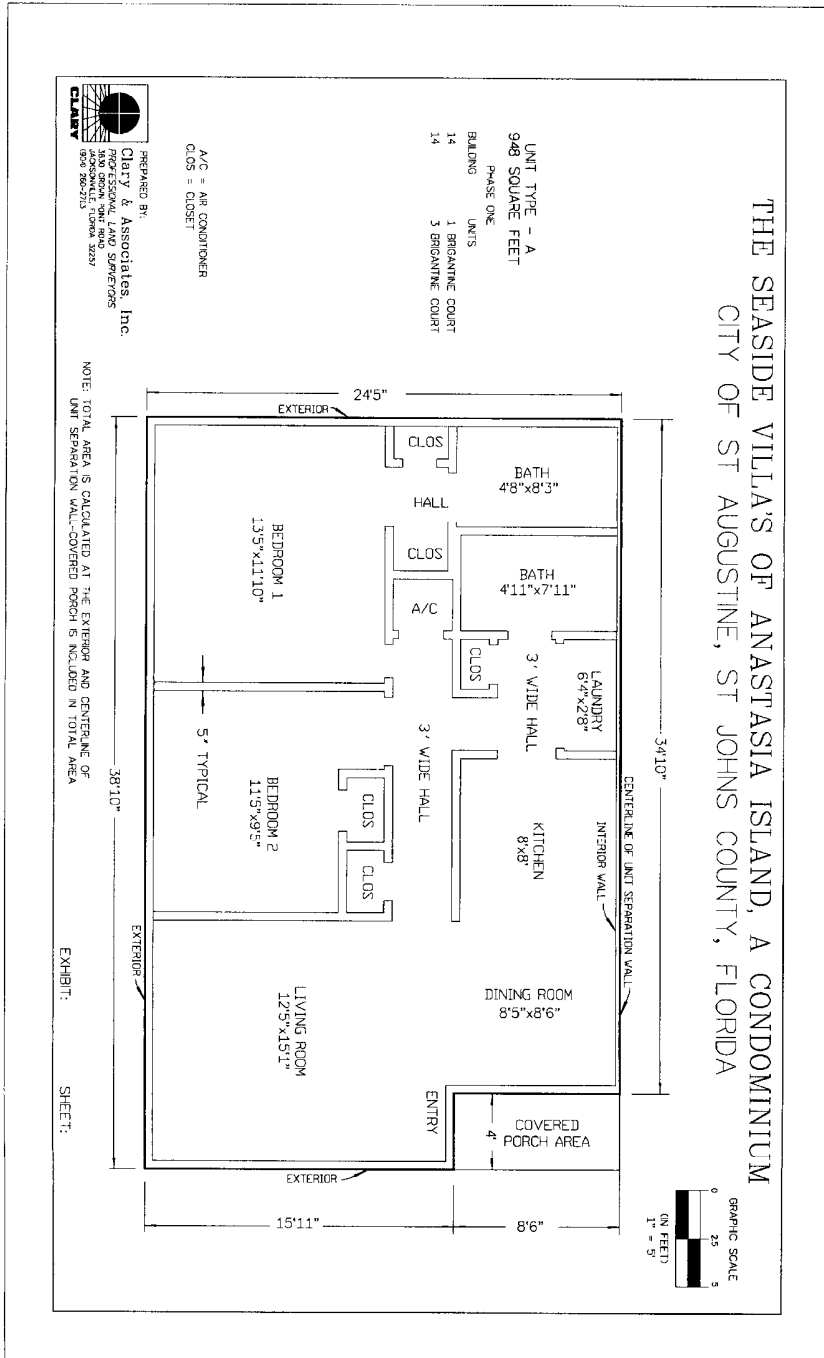 THE SEASIDE VILLA'S OF ANASTASIA ISLAND, A CONDOMINIUM
CITY OF ST AUGUSTINE, ST JOHNS COUNTY, FLORIDA
GRAPHIC SCALE
0 2.5 5
(IN FEET)
1" = 5'
UNIT TYPE - A
948 SQUARE FEET
PHASE ONE
BUILDING UNITS
14 1 BRIGANTINE COURT
14 3 BRIGANTINE COURT
A/C = AIR CONDITIONER
CLOS = CLOSET
34'10"
CENTERLINE OF UNIT SEPARATION WALL
INTERIOR WALL
24'5"
EXTERIOR
BATH
4'8"x8'3"
BATH
4'11"x7'11"
LAUNDRY
6'4"x2'8"
3' WIDE HALL
KITCHEN
8'x8'
DINING ROOM
8'5"x8'6"
COVERED
PORCH AREA
4'
8'6"
CLOS
HALL
CLOS
A/C
CLOS
3' WIDE HALL
ENTRY
BEDROOM 1
13'5"x11'10"
5" TYPICAL
BEDROOM 2
11'5"x9'5"
CLOS
CLOS
LIVING ROOM
12'5"x15'1"
EXTERIOR
15'11"
EXTERIOR
38'10"
NOTE: TOTAL AREA IS CALCULATED AT THE EXTERIOR AND CENTERLINE OF
UNIT SEPARATION WALL-COVERED PORCH IS INCLUDED IN TOTAL AREA
PREPARED BY:
Clary & Associates, Inc.
PROFESSIONAL LAND SURVEYORS
3830 CROWN POINT ROAD
JACKSONVILLE, FLORIDA 32257
(904) 260-2703
CLARY
EXHIBIT:
SHEET: